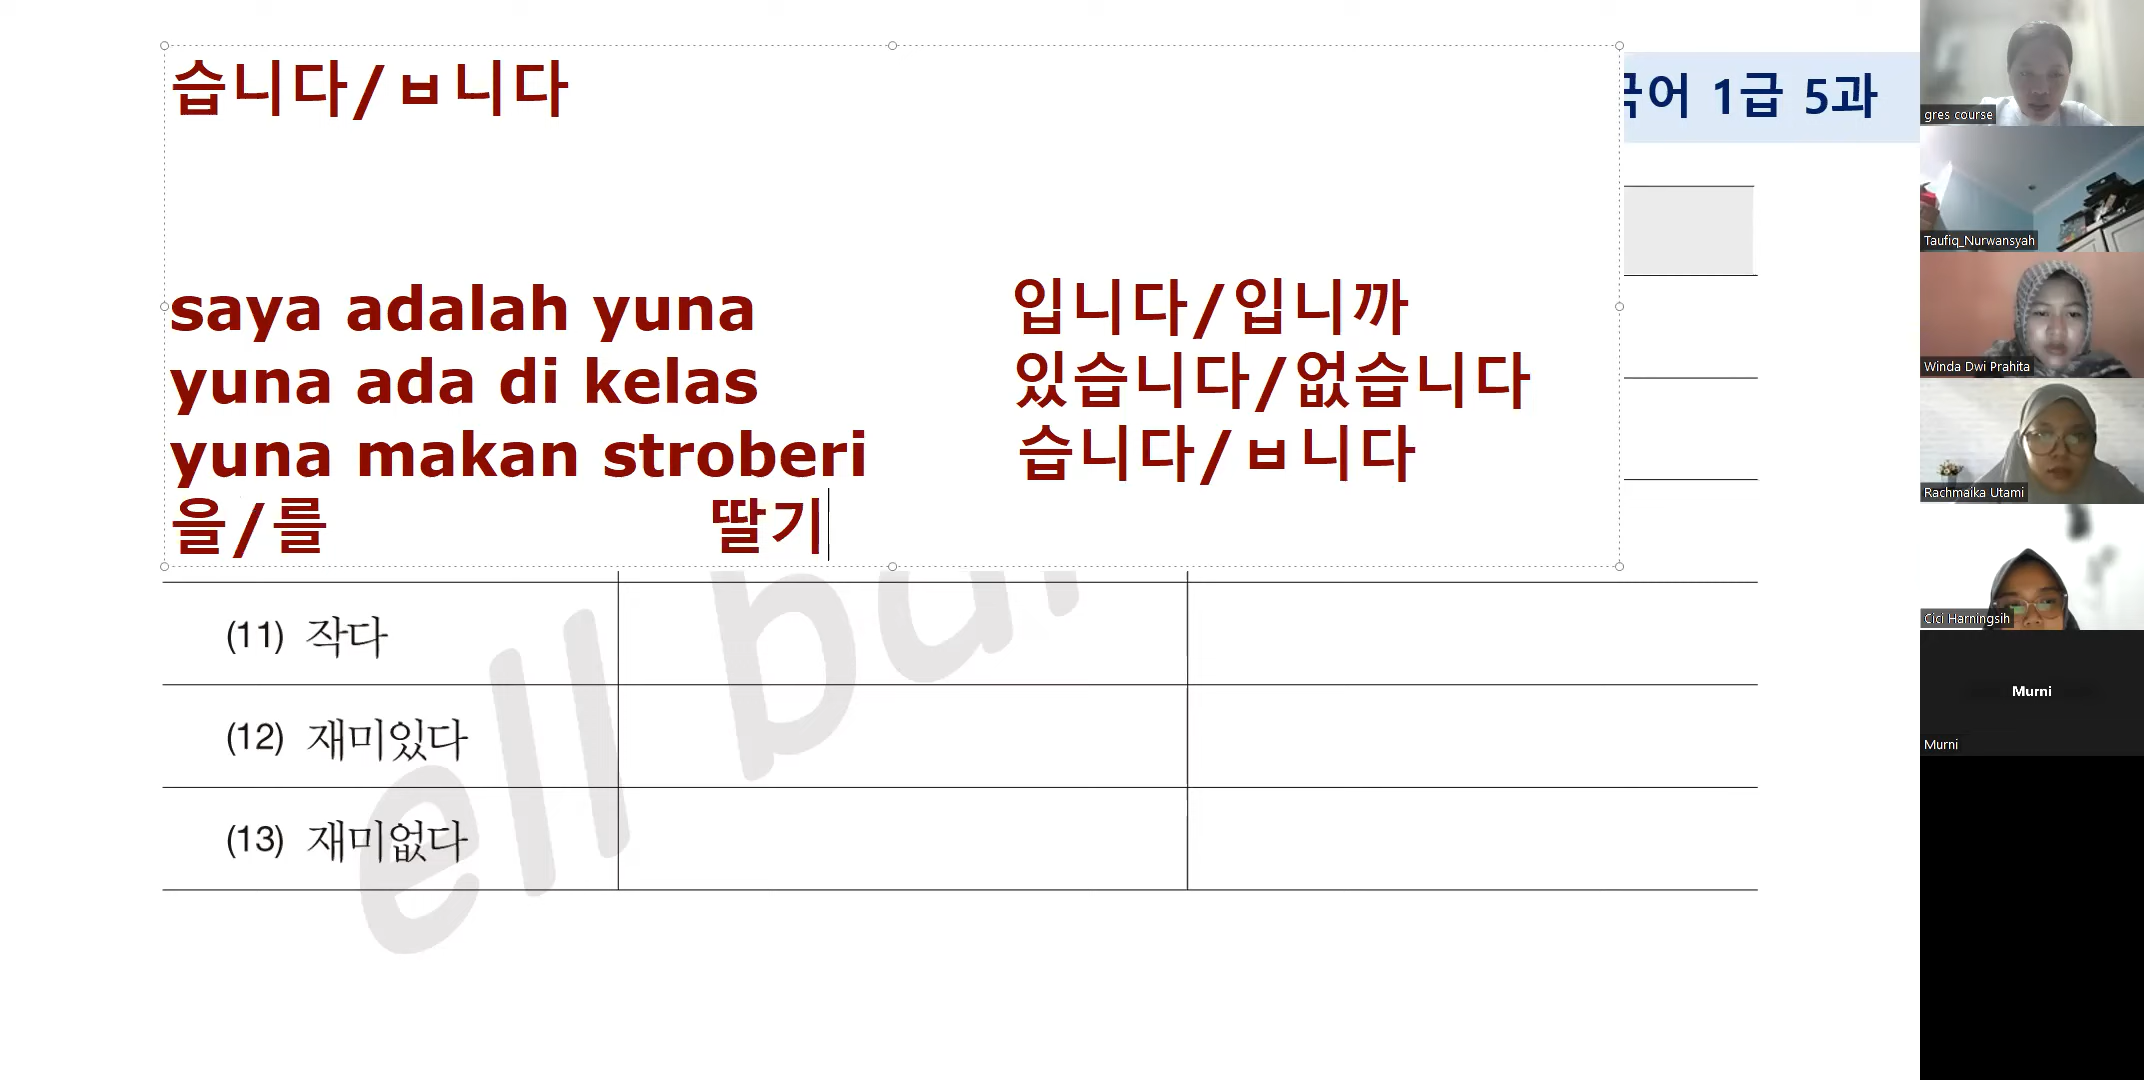 습니다/ㅂ니다
국어 1급 5과
saya adalah yuna 입니다/입니까
yuna ada di kelas 있습니다/없습니다
yuna makan stroberi 습니다/ㅂ니다
을/를 딸기
(11) 작다
(12) 재미있다
(13) 재미없다
gres course
Taufiq_Nurwansyah
Winda Dwi Prahita
Rachmaika Utami
Cici Harningsih
Murni
Murni